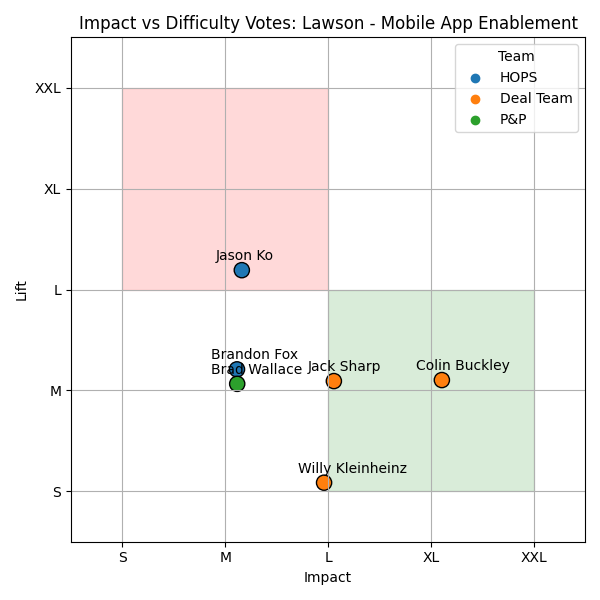 Impact vs Difficulty Votes: Lawson - Mobile App Enablement
Team
HOPS
Deal Team
P&P
XXL
XL
L
M
S
Lift
Jason Ko
Brandon Fox
Brad Wallace
Jack Sharp
Colin Buckley
Willy Kleinheinz
S
M
L
XL
XXL
Impact